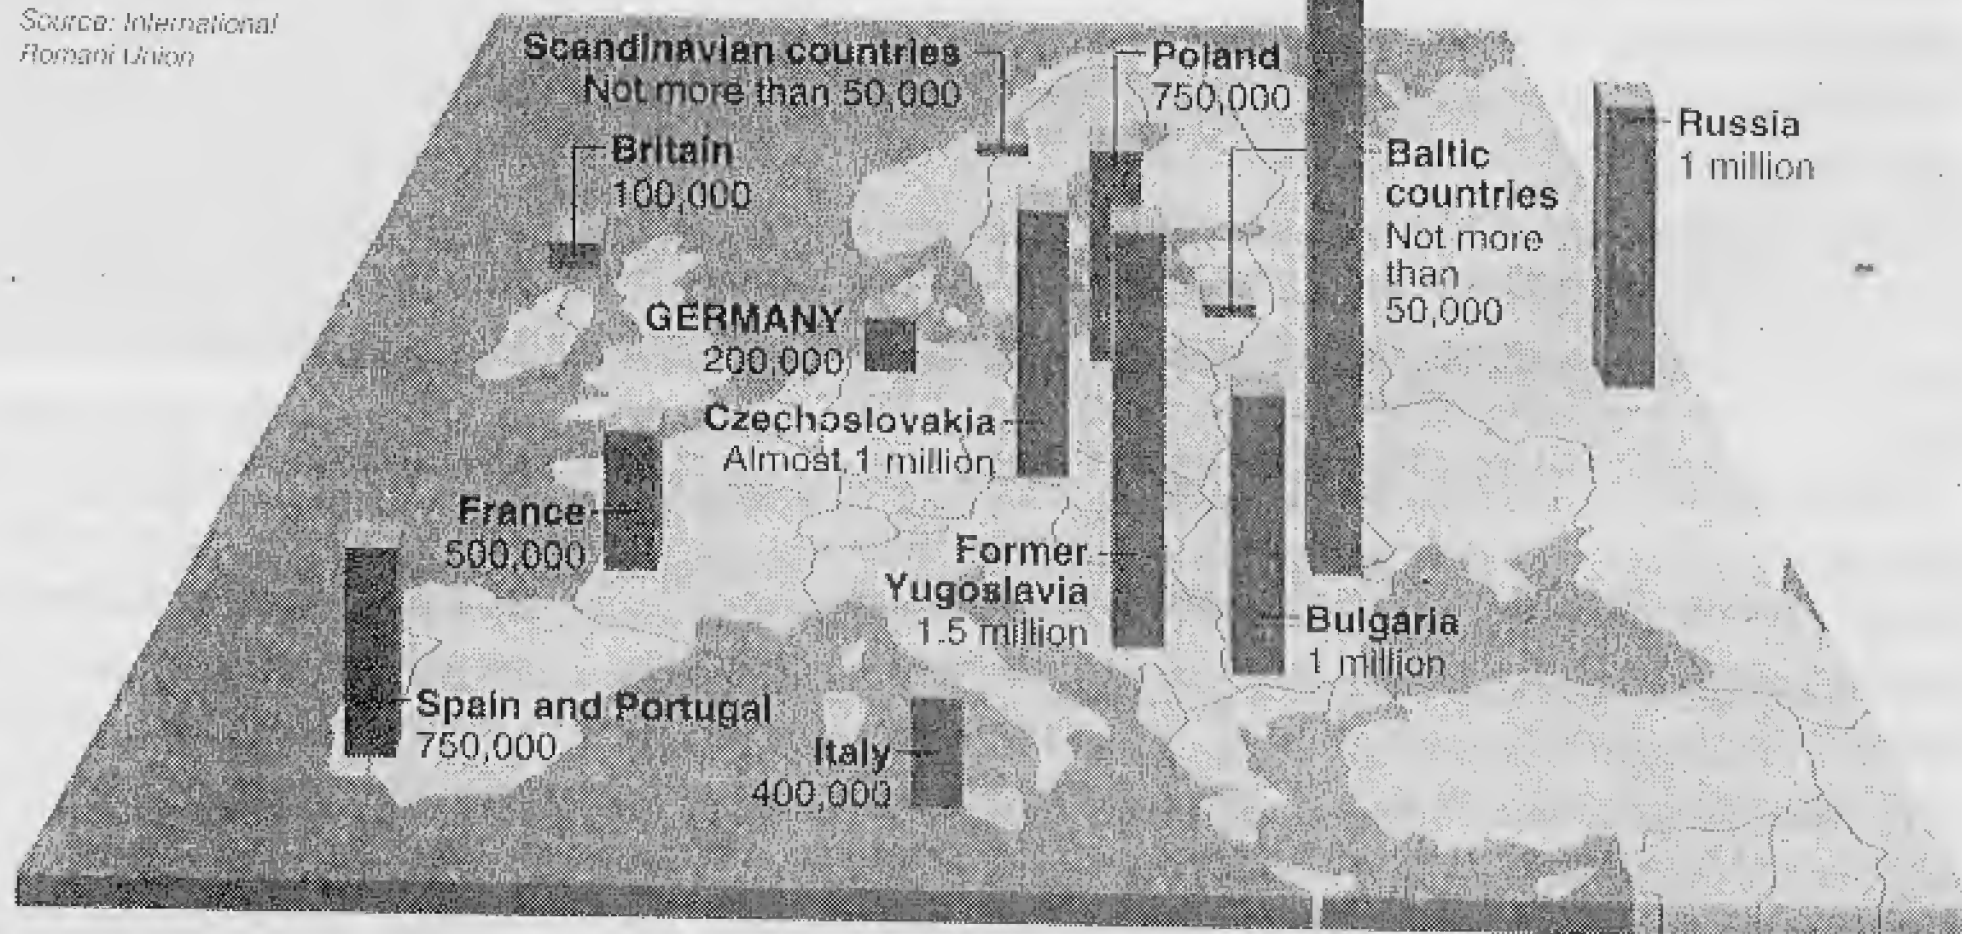 Source: International
Romani Union
Scandinavian countries
Not more than 50,000
Poland
750,000
Russia
1 million
Britain
100,000
Baltic
countries
Not more
than
50,000
GERMANY
200,000
Czechoslovakia
Almost 1 million
France
500,000
Former
Yugoslavia
1.5 million
Bulgaria
1 million
Spain and Portugal
750,000
Italy
400,000